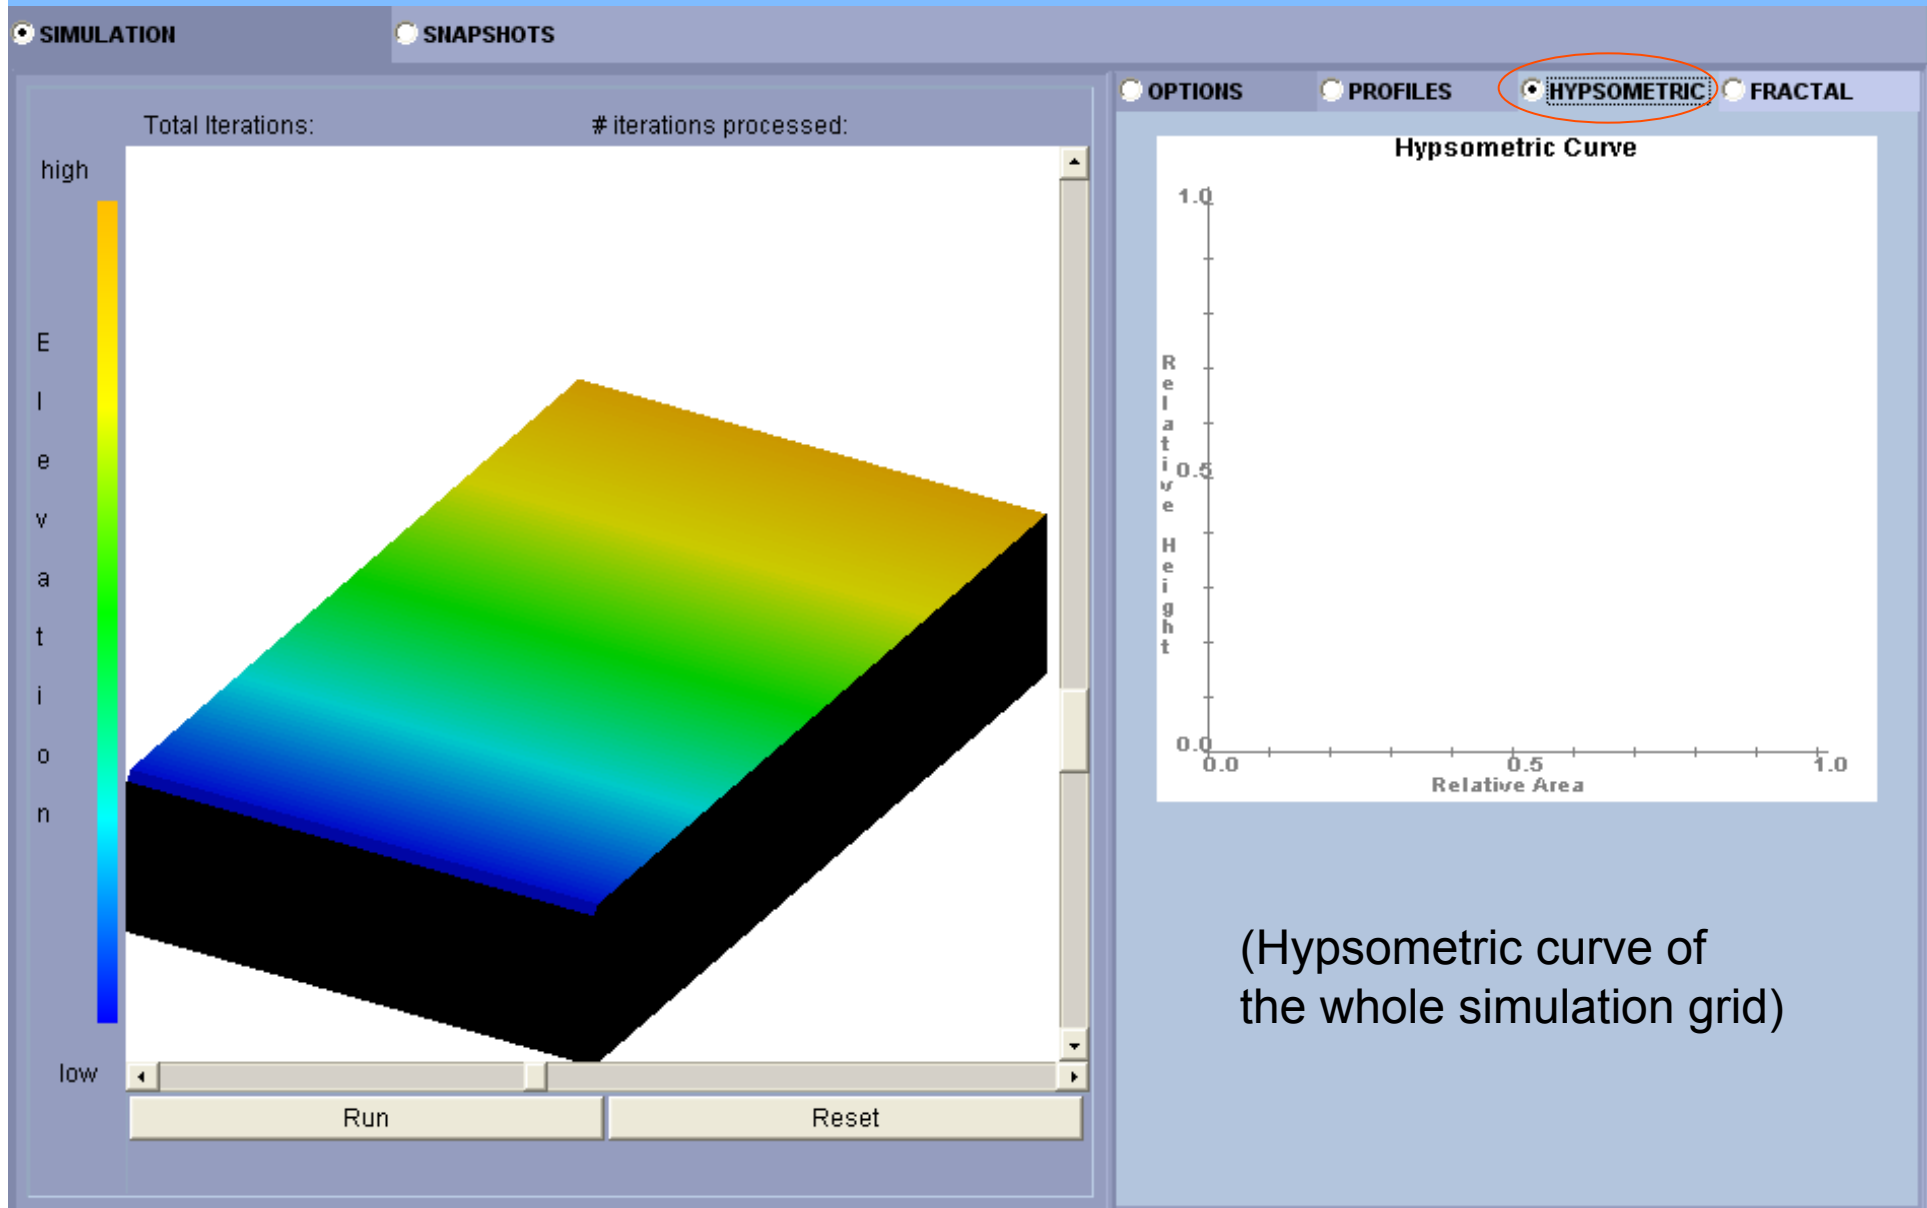 SIMULATION
SNAPSHOTS
OPTIONS
PROFILES
HYPSOMETRIC
FRACTAL
Total Iterations:
# iterations processed:
high
Elevation
low
Run
Reset
Hypsometric Curve
1.0
Relative Height
0.5
0.0
0.0
0.5
1.0
Relative Area
(Hypsometric curve of
the whole simulation grid)